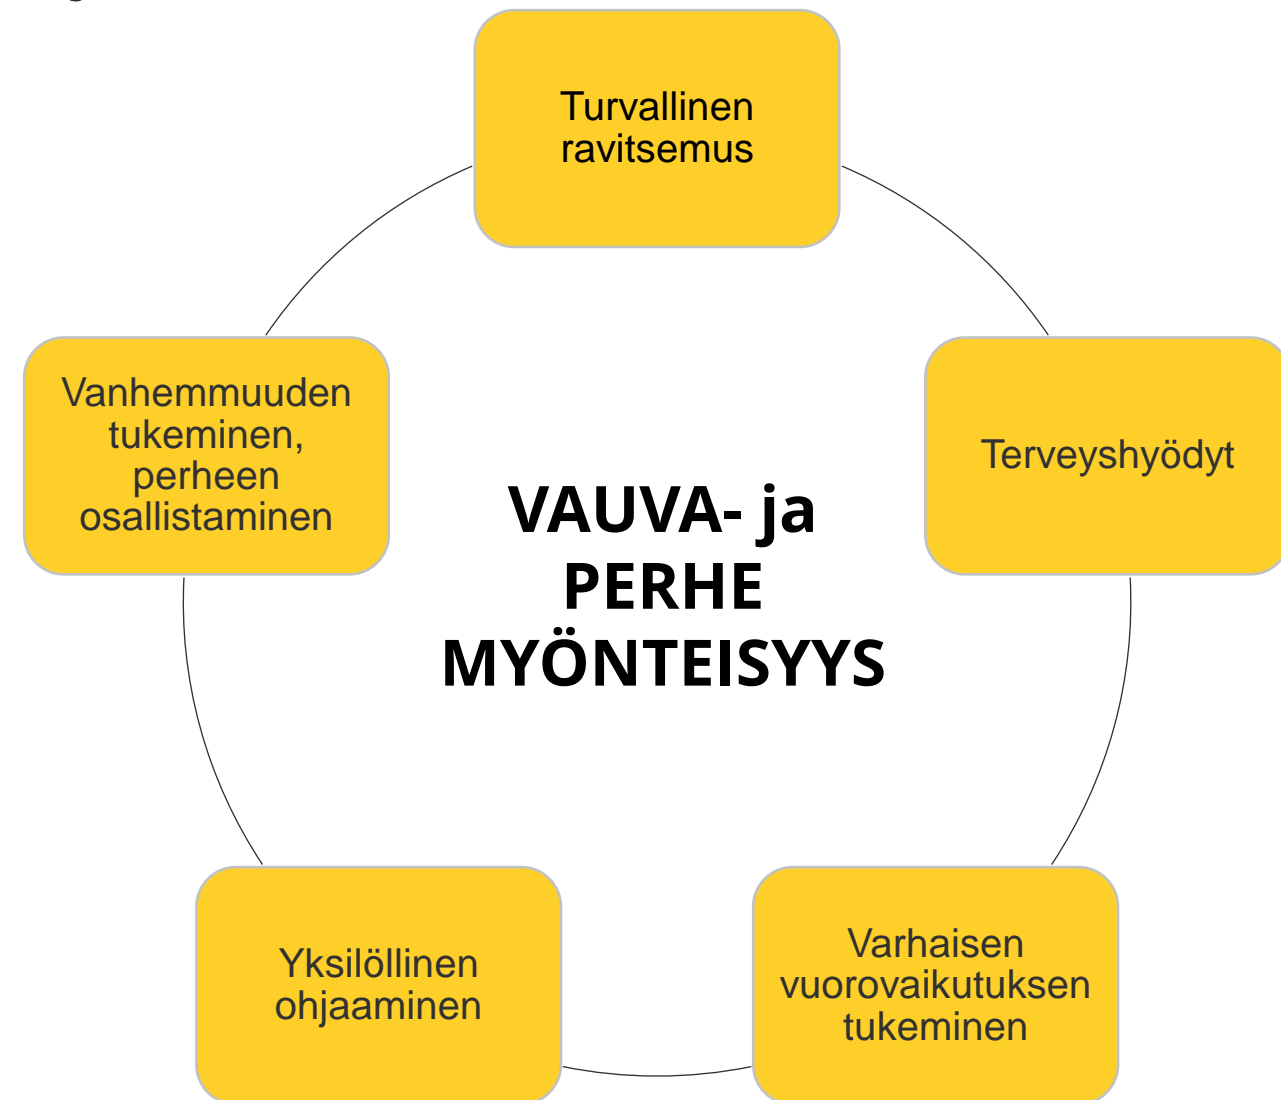 Turvallinen
ravitsemus
Terveyshyödyt
Varhaisen
vuorovaikutuksen
tukeminen
Yksilöllinen
ohjaaminen
Vanhemmuuden
tukeminen,
perheen
osallistaminen
VAUVA- ja
PERHE
MYÖNTEISYYS